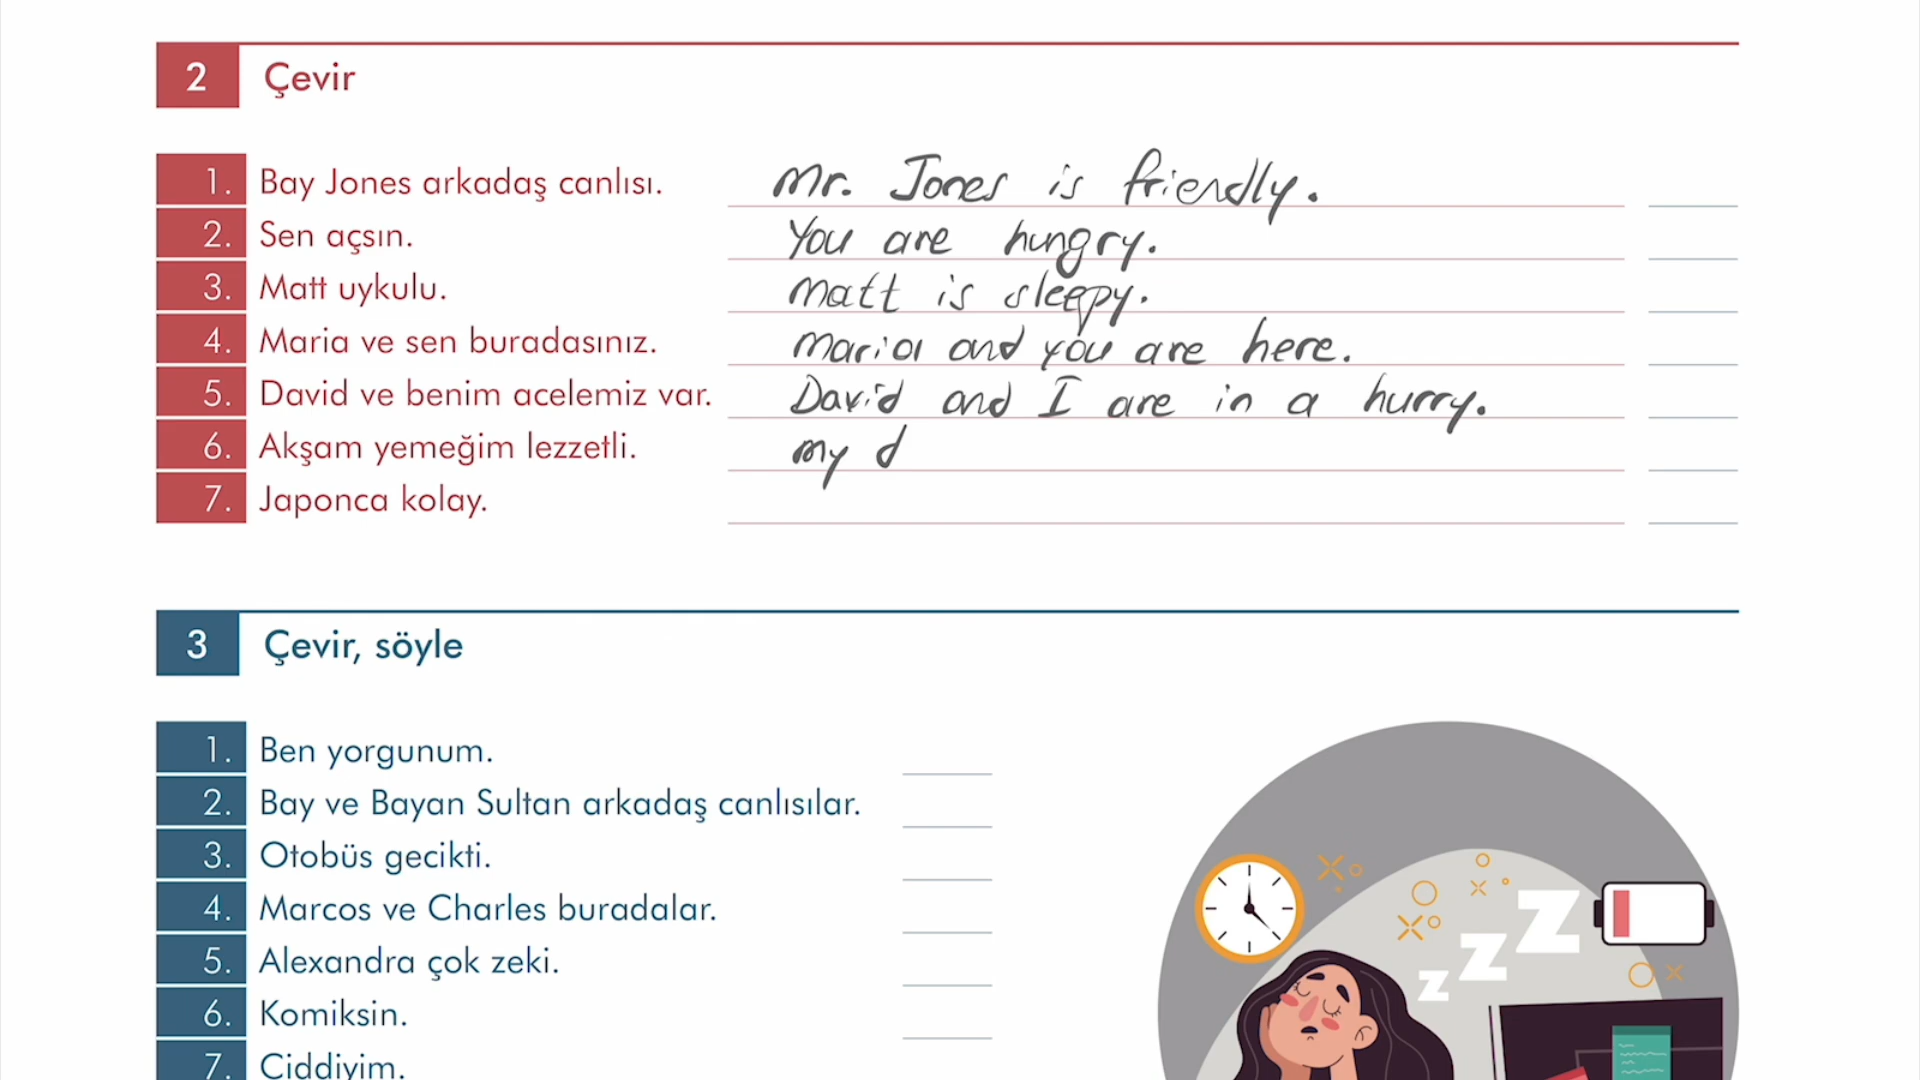 2 Çevir
1. Bay Jones arkadaş canlısı. Mr. Jones is friendly.
2. Sen açsın. You are hungry.
3. Matt uykulu. Matt is sleepy.
4. Maria ve sen buradasınız. Maria and you are here.
5. David ve benim acelemiz var. David and I are in a hurry.
6. Akşam yemeğim lezzetli. my d
7. Japonca kolay.
3 Çevir, söyle
1. Ben yorgunum.
2. Bay ve Bayan Sultan arkadaş canlısılar.
3. Otobüs gecikti.
4. Marcos ve Charles buradalar.
5. Alexandra çok zeki.
6. Komiksin.
7. Ciddiyim.
z z z